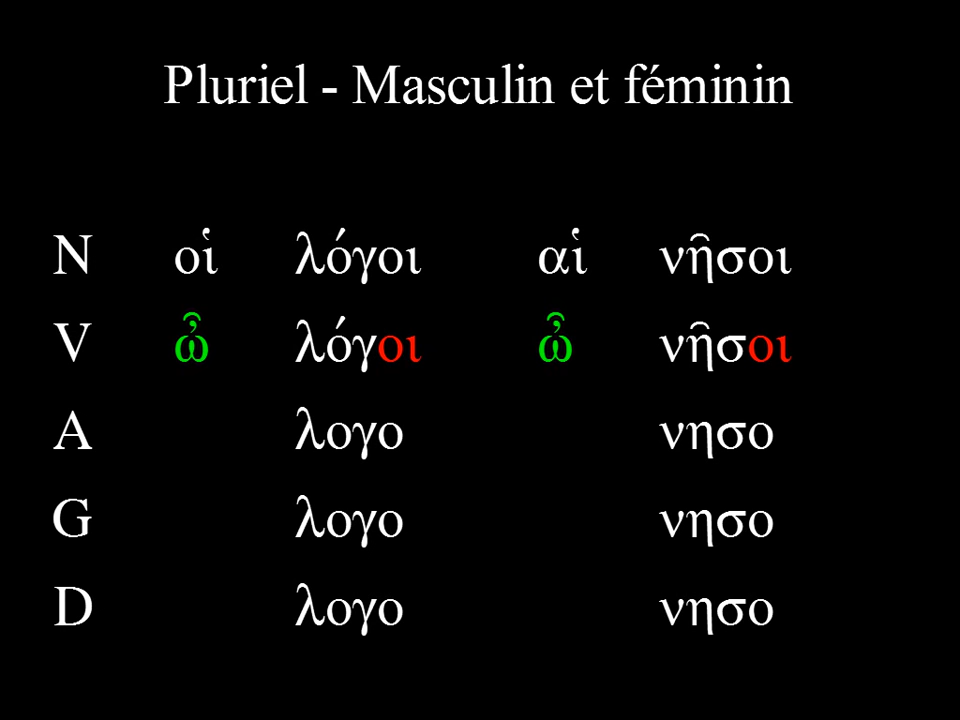 Pluriel - Masculin et féminin
N οἱ λόγοι αἱ νῆσοι
V ὦ λόγοι ὦ νῆσοι
A λογο νησο
G λογο νησο
D λογο νησο